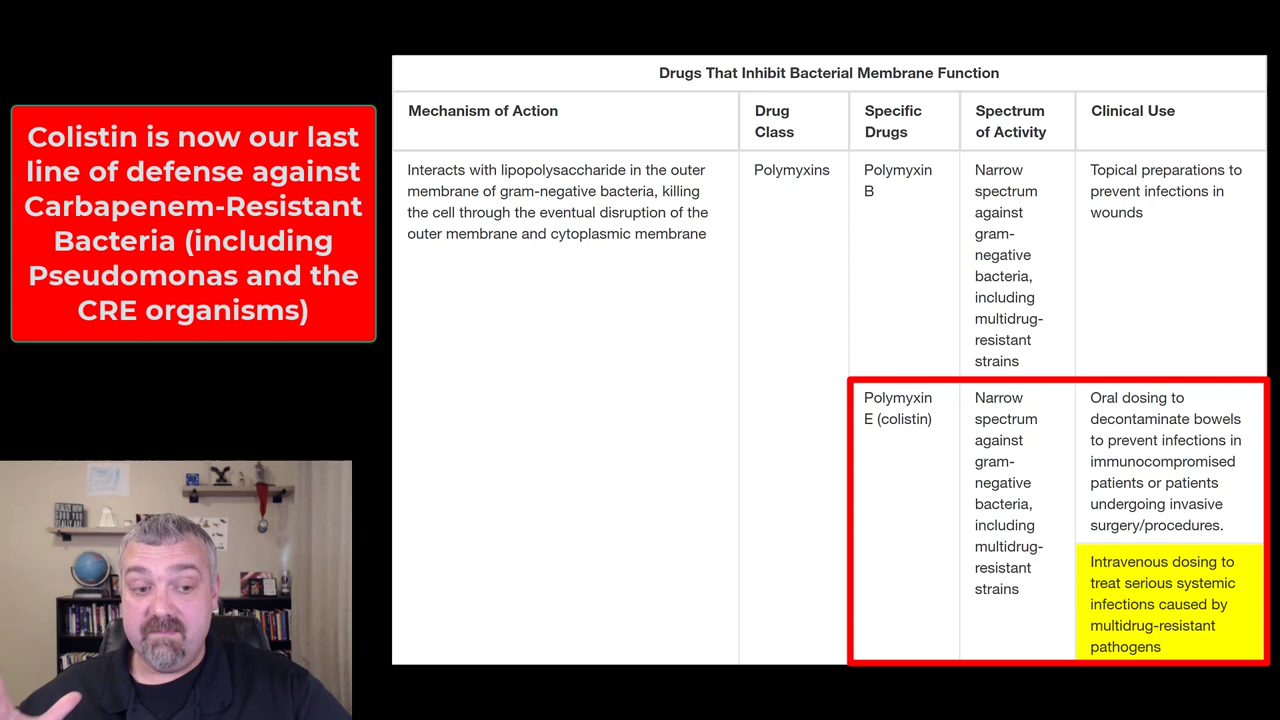 Colistin is now our last
line of defense against
Carbapenem-Resistant
Bacteria (including
Pseudomonas and the
CRE organisms)
Drugs That Inhibit Bacterial Membrane Function
Mechanism of Action
Drug
Class
Specific
Drugs
Spectrum
of Activity
Clinical Use
Interacts with lipopolysaccharide in the outer
membrane of gram-negative bacteria, killing
the cell through the eventual disruption of the
outer membrane and cytoplasmic membrane
Polymyxins
Polymyxin
B
Narrow
spectrum
against
gram-
negative
bacteria,
including
multidrug-
resistant
strains
Topical preparations to
prevent infections in
wounds
Polymyxin
E (colistin)
Narrow
spectrum
against
gram-
negative
bacteria,
including
multidrug-
resistant
strains
Oral dosing to
decontaminate bowels
to prevent infections in
immunocompromised
patients or patients
undergoing invasive
surgery/procedures.
Intravenous dosing to
treat serious systemic
infections caused by
multidrug-resistant
pathogens